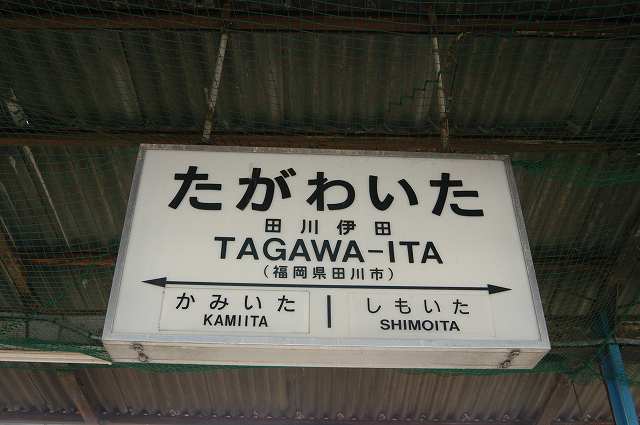 たがわいた
田川伊田
TAGAWA-ITA
(福岡県田川市)
かみいた しもいた
KAMIITA SHIMOITA